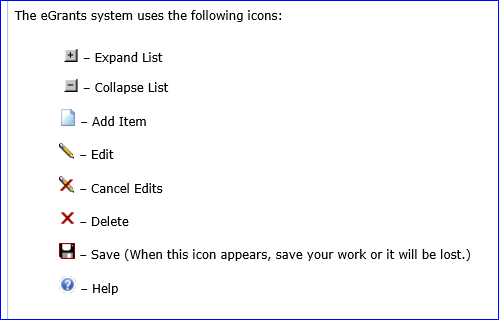 The eGrants system uses the following icons:
– Expand List
– Collapse List
– Add Item
– Edit
– Cancel Edits
– Delete
– Save (When this icon appears, save your work or it will be lost.)
– Help